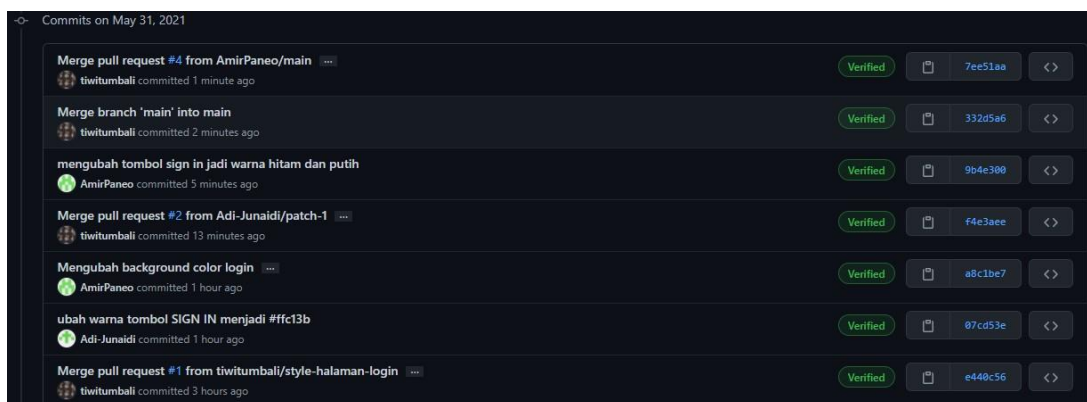 Commits on May 31, 2021
Merge pull request #4 from AmirPaneo/main ...
tiwitumbali committed 1 minute ago
Verified
7ee51aa
Merge branch 'main' into main
tiwitumbali committed 2 minutes ago
Verified
332d5a6
mengubah tombol sign in jadi warna hitam dan putih
AmirPaneo committed 5 minutes ago
Verified
9b4e300
Merge pull request #2 from Adi-Junaidi/patch-1 ...
tiwitumbali committed 13 minutes ago
Verified
f4e3aee
Mengubah background color login ...
AmirPaneo committed 1 hour ago
Verified
a8c1be7
ubah warna tombol SIGN IN menjadi #ffc13b
Adi-Junaidi committed 1 hour ago
Verified
07cd53e
Merge pull request #1 from tiwitumbali/style-halaman-login ...
tiwitumbali committed 3 hours ago
Verified
e440c56